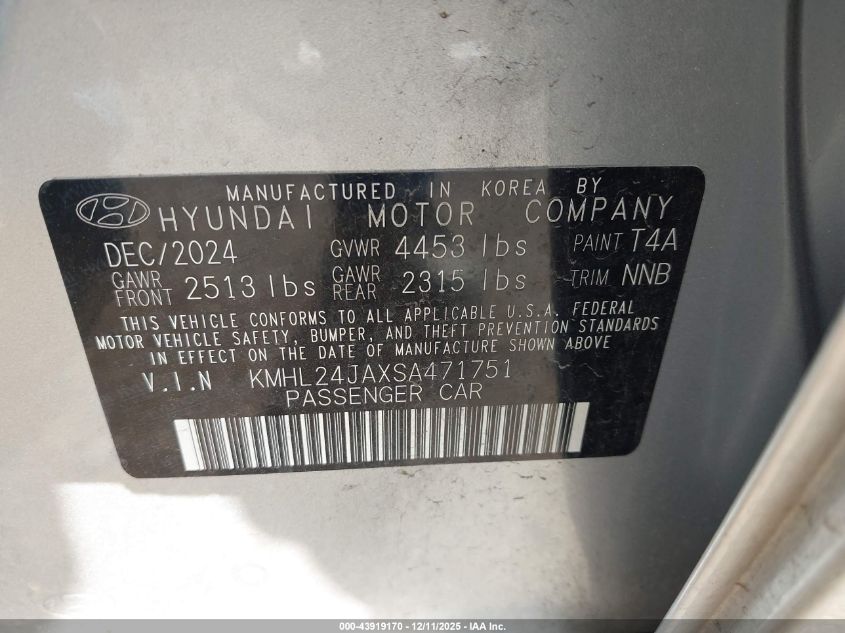 MANUFACTURED IN KOREA BY
HYUNDAI MOTOR COMPANY
DEC/2024 GVWR 4453 lbs PAINT T4A
GAWR FRONT 2513 lbs GAWR REAR 2315 lbs TRIM NNB
THIS VEHICLE CONFORMS TO ALL APPLICABLE U.S.A. FEDERAL
MOTOR VEHICLE SAFETY, BUMPER, AND THEFT PREVENTION STANDARDS
IN EFFECT ON THE DATE OF MANUFACTURE SHOWN ABOVE
V.I.N KMHL24JAXSA471751
PASSENGER CAR
000-43919170 - 12/11/2025 - IAA Inc.